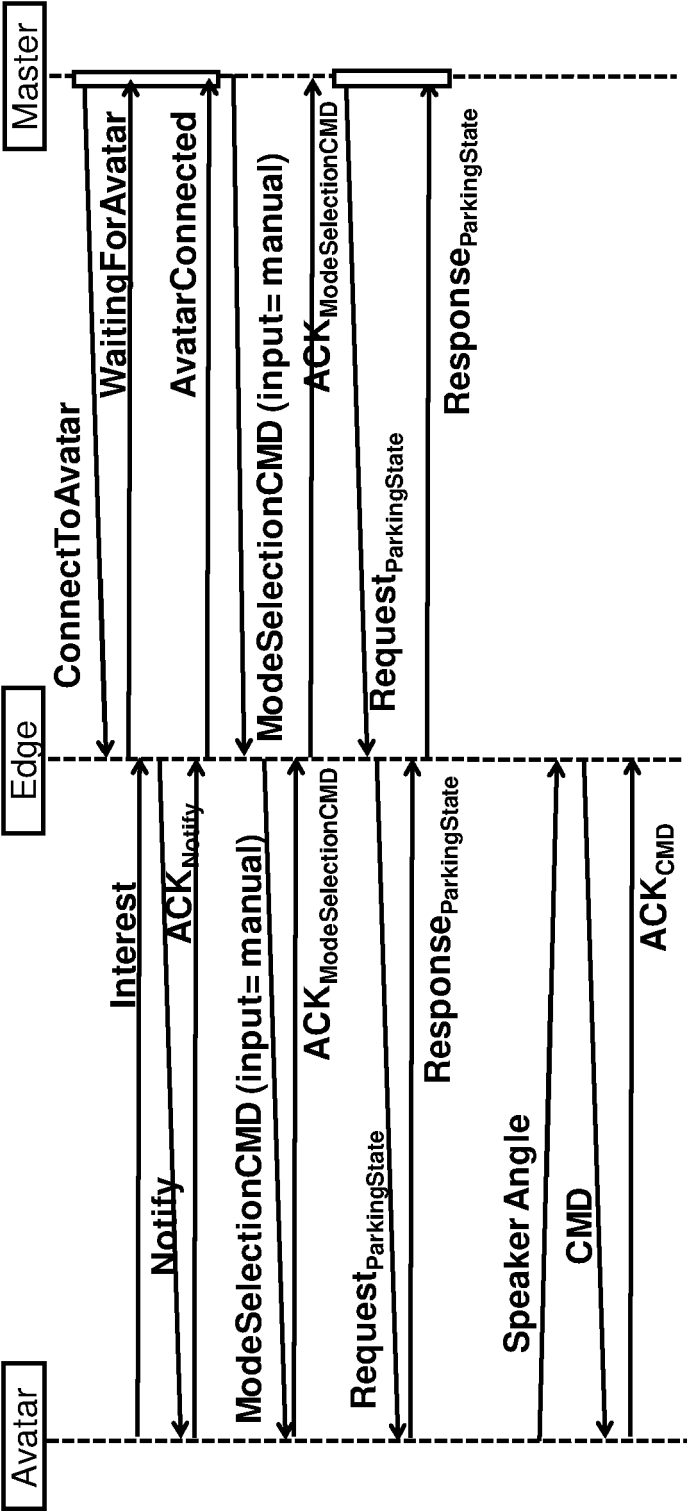 Avatar
Edge
Master
ConnectToAvatar
WaitingForAvatar
Interest
Notify
ACKNotify
AvatarConnected
ModeSelectionCMD (input= manual)
ModeSelectionCMD (input= manual)
ACKModeSelectionCMD
ACKModeSelectionCMD
RequestParkingState
RequestParkingState
ResponseParkingState
ResponseParkingState
Speaker Angle
CMD
ACKCMD